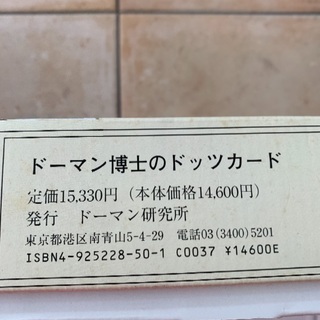 ドーマン博士のドッツカード
定価15,330円（本体価格14,600円）
発行　ドーマン研究所
東京都港区南青山5-4-29　電話03(3400)5201
ISBN4-925228-50-1 C0037 ¥14600E